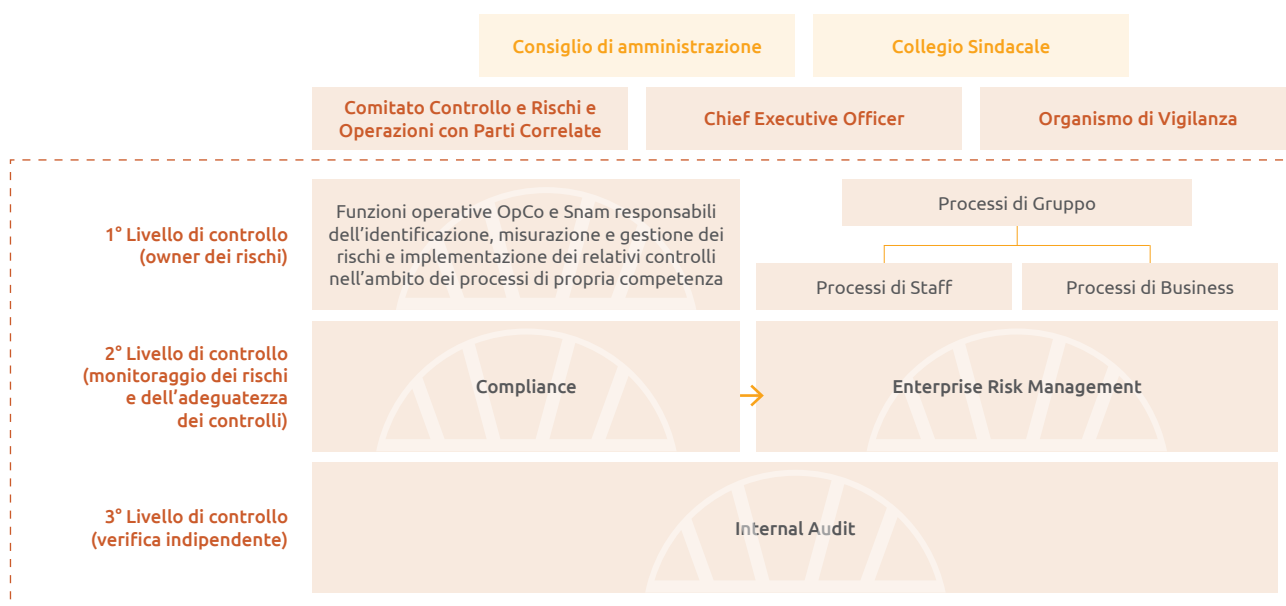 Consiglio di amministrazione
Collegio Sindacale
Comitato Controllo e Rischi e
Operazioni con Parti Correlate
Chief Executive Officer
Organismo di Vigilanza
1° Livello di controllo
(owner dei rischi)
Funzioni operative OpCo e Snam responsabili
dell'identificazione, misurazione e gestione dei
rischi e implementazione dei relativi controlli
nell'ambito dei processi di propria competenza
Processi di Gruppo
Processi di Staff
Processi di Business
2° Livello di controllo
(monitoraggio dei rischi
e dell'adeguatezza
dei controlli)
Compliance
Enterprise Risk Management
3° Livello di controllo
(verifica indipendente)
Internal Audit